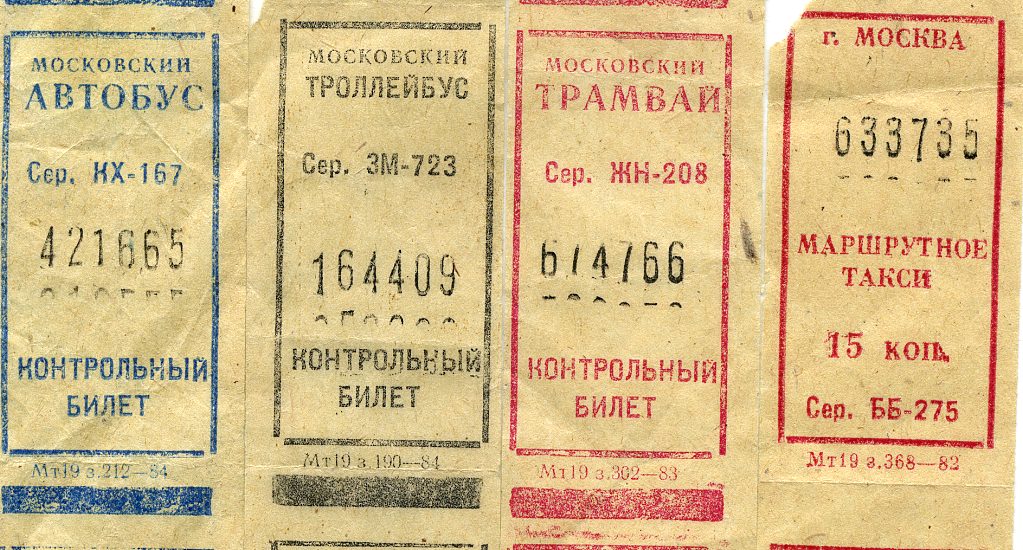 МОСКОВСКИЙ
АВТОБУС
Сер. КХ-167
421665
КОНТРОЛЬНЫЙ
БИЛЕТ
Мт19 з.212—84
МОСКОВСКИЙ
ТРОЛЛЕЙБУС
Сер. ЗМ-723
164409
КОНТРОЛЬНЫЙ
БИЛЕТ
Мт19 з.190—84
МОСКОВСКИЙ
ТРАМВАЙ
Сер. ЖН-208
674766
КОНТРОЛЬНЫЙ
БИЛЕТ
Мт19 з.302—83
г. МОСКВА
633735
МАРШРУТНОЕ
ТАКСИ
15 коп.
Сер. ББ-275
Мт19 з.368—82